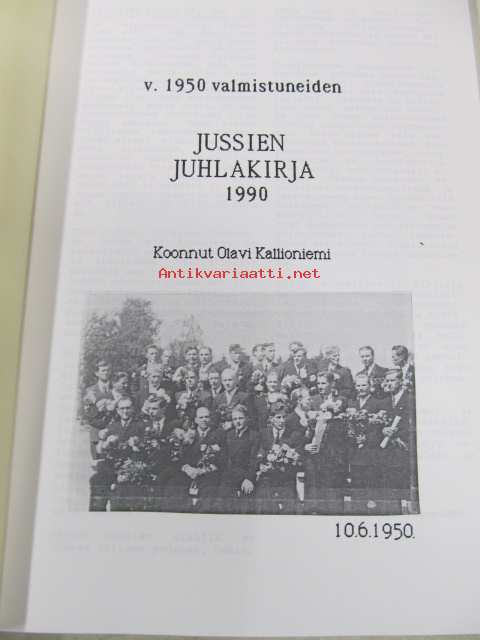 v. 1950 valmistuneiden
JUSSIEN
JUHLAKIRJA
1990
Koonnut Olavi Kallioniemi
Antikvariaatti.net
10.6.1950.